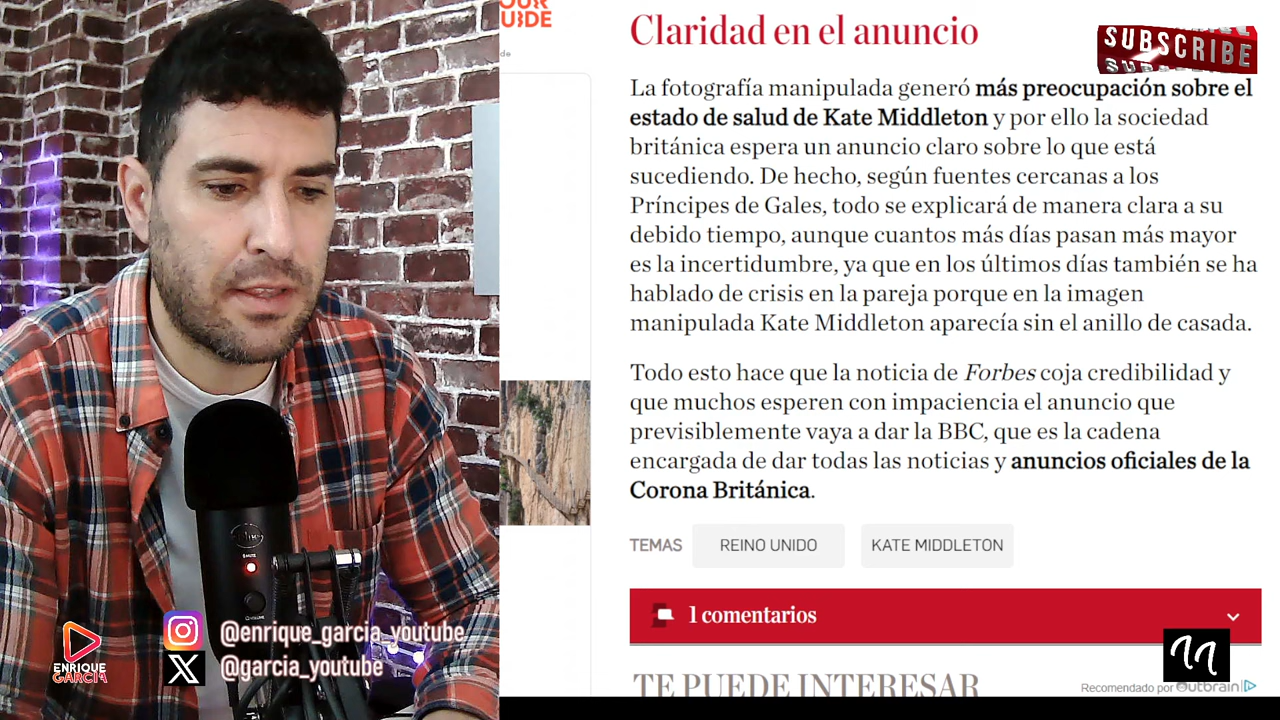 OUR
GUIDE
de
Claridad en el anuncio
SUBSCRIBE
La fotografía manipulada generó más preocupación sobre el
estado de salud de Kate Middleton y por ello la sociedad
británica espera un anuncio claro sobre lo que está
sucediendo. De hecho, según fuentes cercanas a los
Príncipes de Gales, todo se explicará de manera clara a su
debido tiempo, aunque cuantos más días pasan más mayor
es la incertidumbre, ya que en los últimos días también se ha
hablado de crisis en la pareja porque en la imagen
manipulada Kate Middleton aparecía sin el anillo de casada.
Todo esto hace que la noticia de Forbes coja credibilidad y
que muchos esperen con impaciencia el anuncio que
previsiblemente vaya a dar la BBC, que es la cadena
encargada de dar todas las noticias y anuncios oficiales de la
Corona Británica.
TEMAS REINO UNIDO KATE MIDDLETON
1 comentarios
TE PUEDE INTERESAR
Recomendado por Outbrain
@enrique_garcia_youtube
@garcia_youtube
ENRIQUE
GARCIA
blue